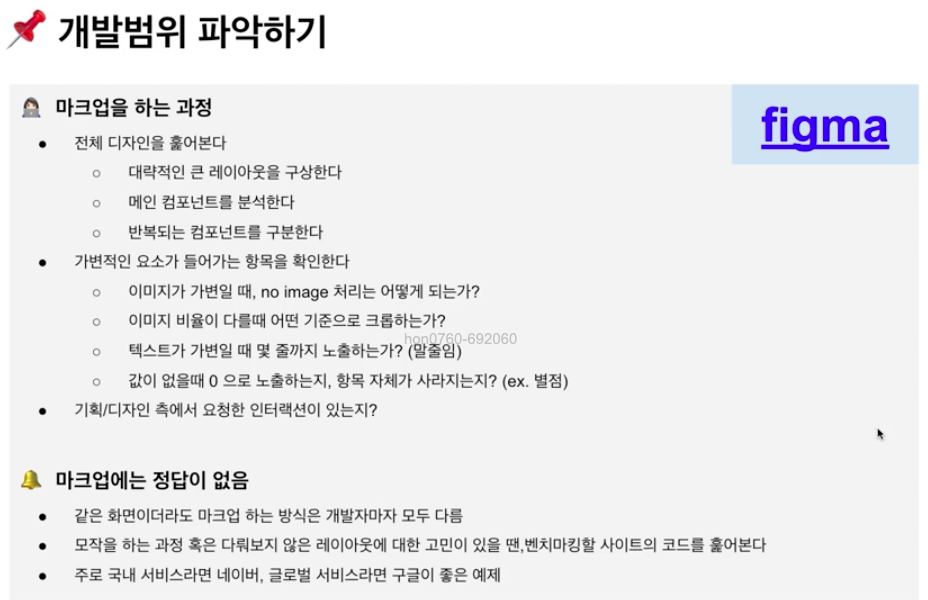 개발범위 파악하기
figma
마크업을 하는 과정
● 전체 디자인을 훑어본다
○ 대략적인 큰 레이아웃을 구상한다
○ 메인 컴포넌트를 분석한다
○ 반복되는 컴포넌트를 구분한다
● 가변적인 요소가 들어가는 항목을 확인한다
○ 이미지가 가변일 때, no image 처리는 어떻게 되는가?
○ 이미지 비율이 다를때 어떤 기준으로 크롭하는가?
hon0760-692060
○ 텍스트가 가변일 때 몇 줄까지 노출하는가? (말줄임)
○ 값이 없을때 0 으로 노출하는지, 항목 자체가 사라지는지? (ex. 별점)
● 기획/디자인 측에서 요청한 인터랙션이 있는지?
마크업에는 정답이 없음
● 같은 화면이더라도 마크업 하는 방식은 개발자마자 모두 다름
● 모작을 하는 과정 혹은 다뤄보지 않은 레이아웃에 대한 고민이 있을 땐,벤치마킹할 사이트의 코드를 훑어본다
● 주로 국내 서비스라면 네이버, 글로벌 서비스라면 구글이 좋은 예제